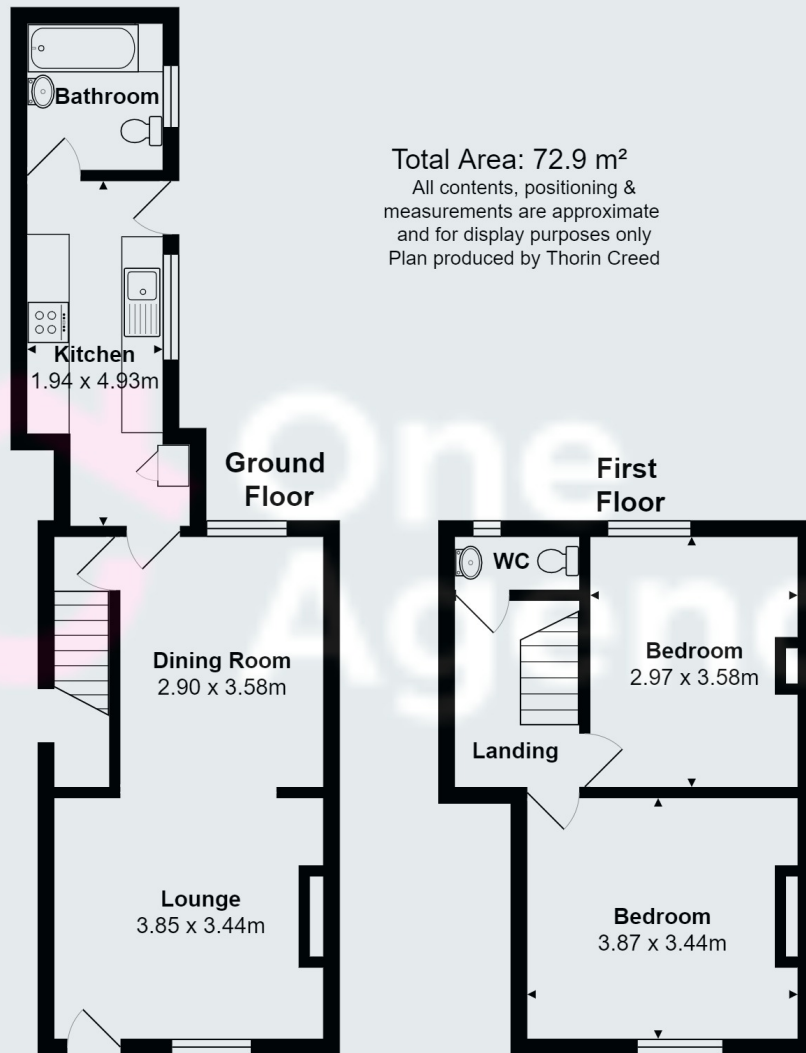 Bathroom
Total Area: 72.9 m²
All contents, positioning &
measurements are approximate
and for display purposes only
Plan produced by Thorin Creed
Kitchen
1.94 x 4.93m
One
Ground
Floor
First
Floor
WC
Agen
Dining Room
2.90 x 3.58m
Bedroom
2.97 x 3.58m
Landing
Lounge
3.85 x 3.44m
Bedroom
3.87 x 3.44m